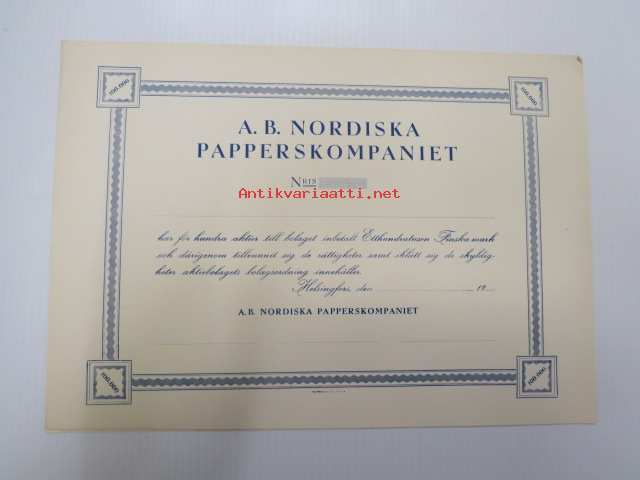 100.000 100.000
A. B. NORDISKA
PAPPERSKOMPANIET
NRIS
Antikvariaatti.net
har för hundra aktier till bolaget inbetalt Etthundratusen Finska mark
och därigenom tillvunnit sig de rättigheter samt iklätt sig de skyldig-
heter aktiebolagets bolagsordning innehåller.
Helsingfors, den 19
A. B. NORDISKA PAPPERSKOMPANIET
100.000 100.000